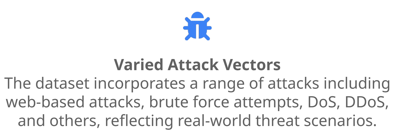 Varied Attack Vectors
The dataset incorporates a range of attacks including
web-based attacks, brute force attempts, DoS, DDoS,
and others, reflecting real-world threat scenarios.